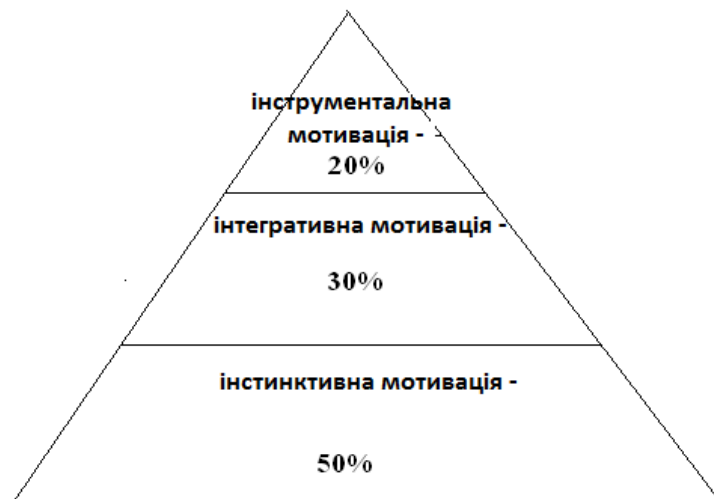 інструментальна
мотивація -
20%
інтегративна мотивація -
30%
інстинктивна мотивація -
50%